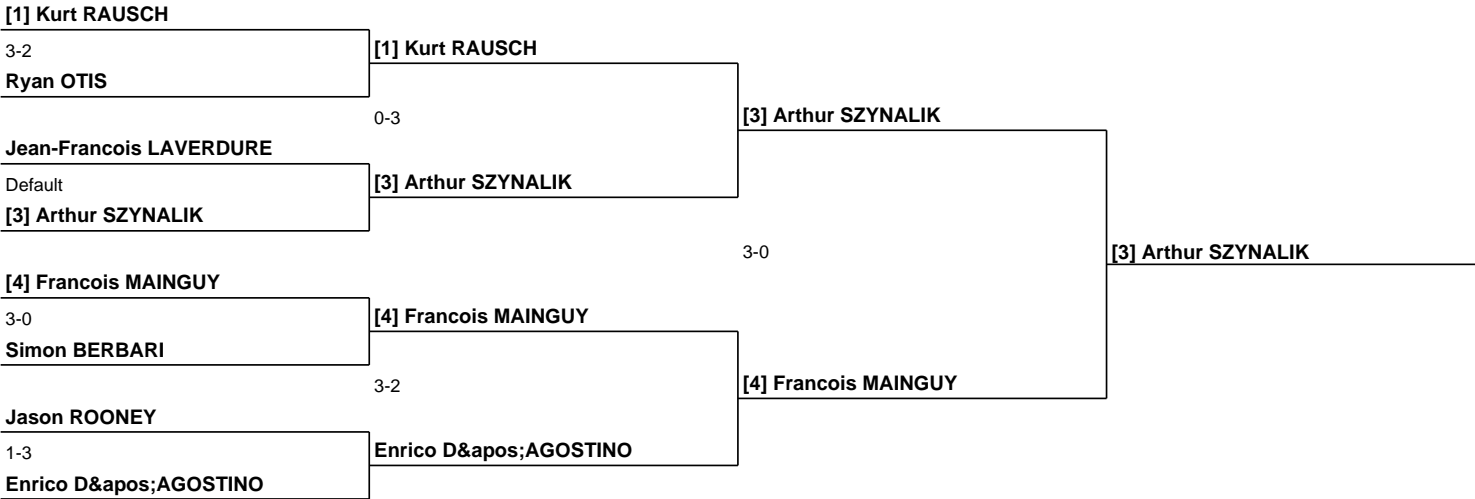 [1] Kurt RAUSCH
3-2
Ryan OTIS
[1] Kurt RAUSCH
0-3
Jean-Francois LAVERDURE
Default
[3] Arthur SZYNALIK
[3] Arthur SZYNALIK
[3] Arthur SZYNALIK
3-0
[3] Arthur SZYNALIK
[4] Francois MAINGUY
3-0
Simon BERBARI
[4] Francois MAINGUY
3-2
[4] Francois MAINGUY
Jason ROONEY
1-3
Enrico D&apos;AGOSTINO
Enrico D&apos;AGOSTINO